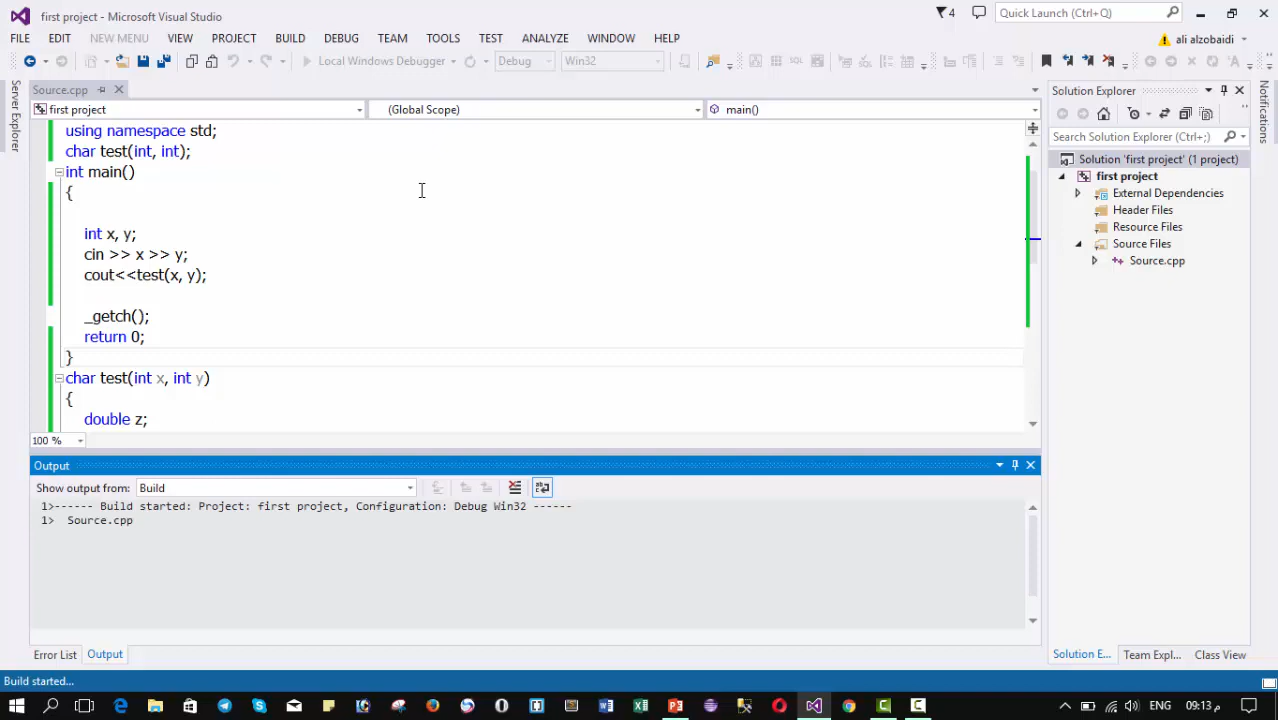 first project - Microsoft Visual Studio
4
Quick Launch (Ctrl+Q)
FILE EDIT NEW MENU VIEW PROJECT BUILD DEBUG TEAM TOOLS TEST ANALYZE WINDOW HELP
ali alzobaidi
Local Windows Debugger Debug Win32
Server Explorer
Source.cpp
first project (Global Scope) main()
using namespace std;
char test(int, int);
int main()
{
int x, y;
cin >> x >> y;
cout<<test(x, y);
_getch();
return 0;
}
char test(int x, int y)
{
double z;
100 %
Output
Show output from: Build
1>------ Build started: Project: first project, Configuration: Debug Win32 ------
1> Source.cpp
Error List Output
Solution Explorer
Search Solution Explorer (Ctrl+;)
Solution 'first project' (1 project)
first project
External Dependencies
Header Files
Resource Files
Source Files
Source.cpp
Solution E... Team Expl... Class View
Notifications
Build started...
ENG 09:13 م